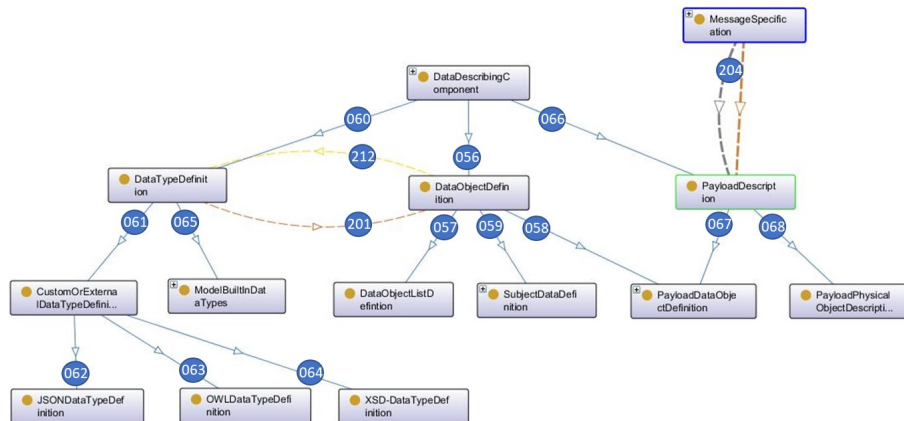 MessageSpecific
ation
204
DataDescribingC
omponent
060
066
212
056
DataTypeDefinit
ion
DataObjectDefin
ition
PayloadDescript
ion
201
061
065
057
059
058
067
068
CustomOrExterna
lDataTypeDefini...
ModelBuiltInDat
aTypes
DataObjectListD
efintion
SubjectDataDefi
nition
PayloadDataObje
ctDefinition
PayloadPhysical
ObjectDescripti...
062
063
064
JSONDataTypeDef
inition
OWLDataTypeDefi
nition
XSD-DataTypeDef
inition